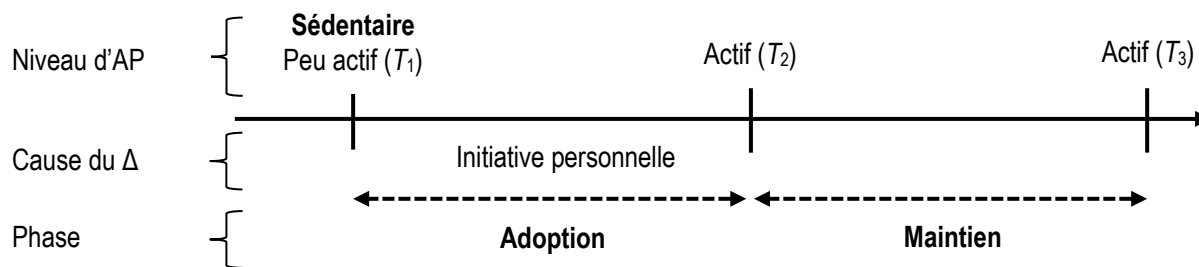 Sédentaire
Niveau d’AP
Peu actif (T1)
Actif (T2)
Actif (T3)
Cause du Δ
Initiative personnelle
Phase
Adoption
Maintien